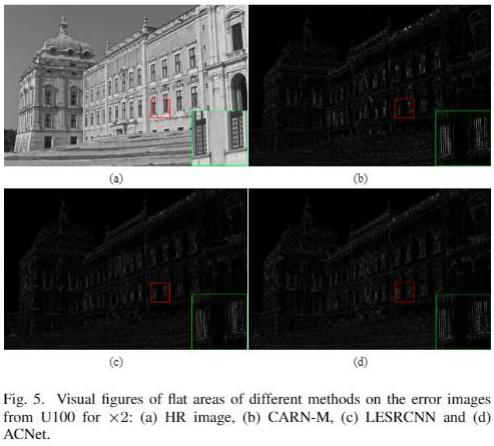 (a)
(b)
(c)
(d)
Fig. 5. Visual figures of flat areas of different methods on the error images
from U100 for ×2: (a) HR image, (b) CARN-M, (c) LESRCNN and (d)
ACNet.